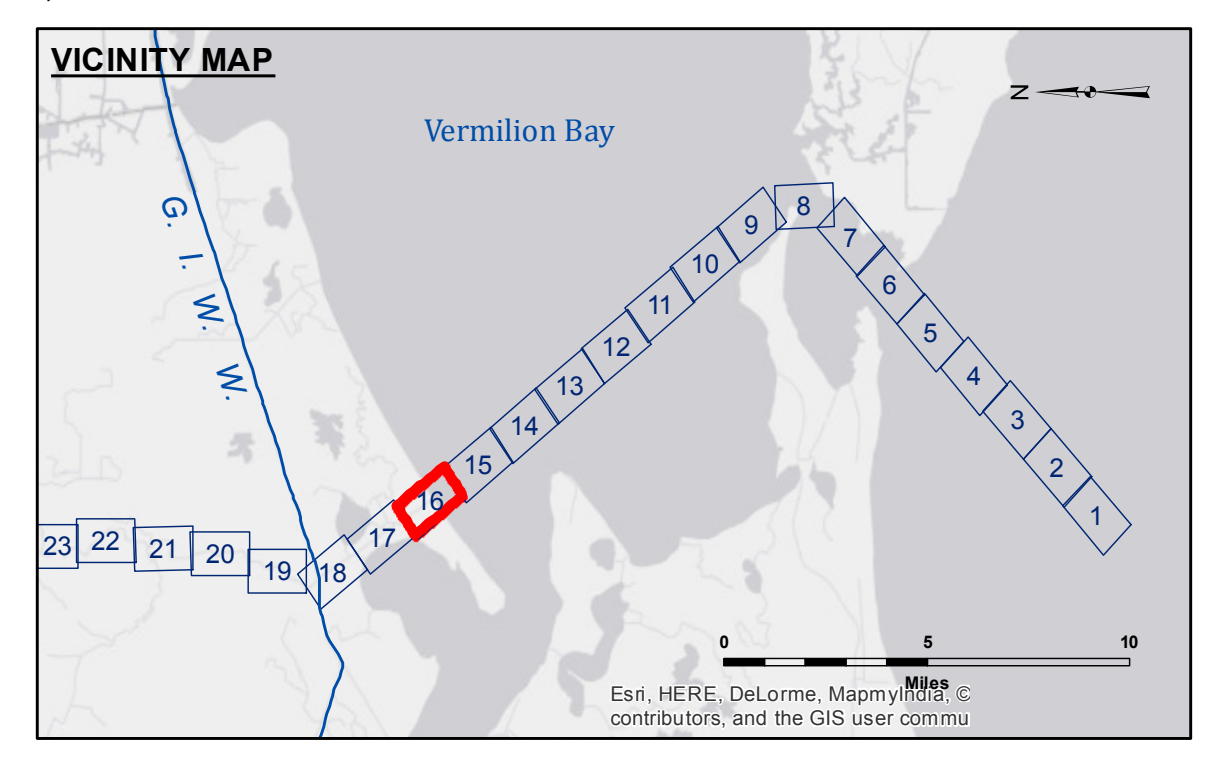 VICINITY MAP
N
Vermilion Bay
G. I. W. W.
8
9
7
10
6
11
5
12
4
13
3
14
15
2
16
1
17
23
22
21
20
19
18
0 5 10
Miles
Esri, HERE, DeLorme, MapmyIndia, ©
contributors, and the GIS user commu